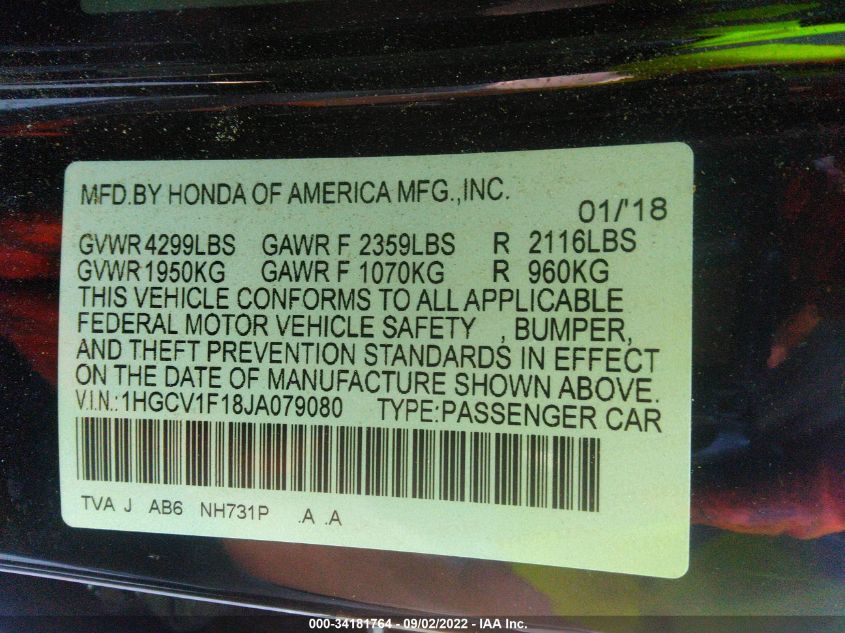 MFD.BY HONDA OF AMERICA MFG.,INC.
01/'18
GVWR 4299LBS GAWR F 2359LBS R 2116LBS
GVWR 1950KG GAWR F 1070KG R 960KG
THIS VEHICLE CONFORMS TO ALL APPLICABLE
FEDERAL MOTOR VEHICLE SAFETY , BUMPER,
AND THEFT PREVENTION STANDARDS IN EFFECT
ON THE DATE OF MANUFACTURE SHOWN ABOVE.
V.I.N.:1HGCV1F18JA079080 TYPE:PASSENGER CAR
TVA J AB6 NH731P .A .A
000-34181764 - 09/02/2022 - IAA Inc.